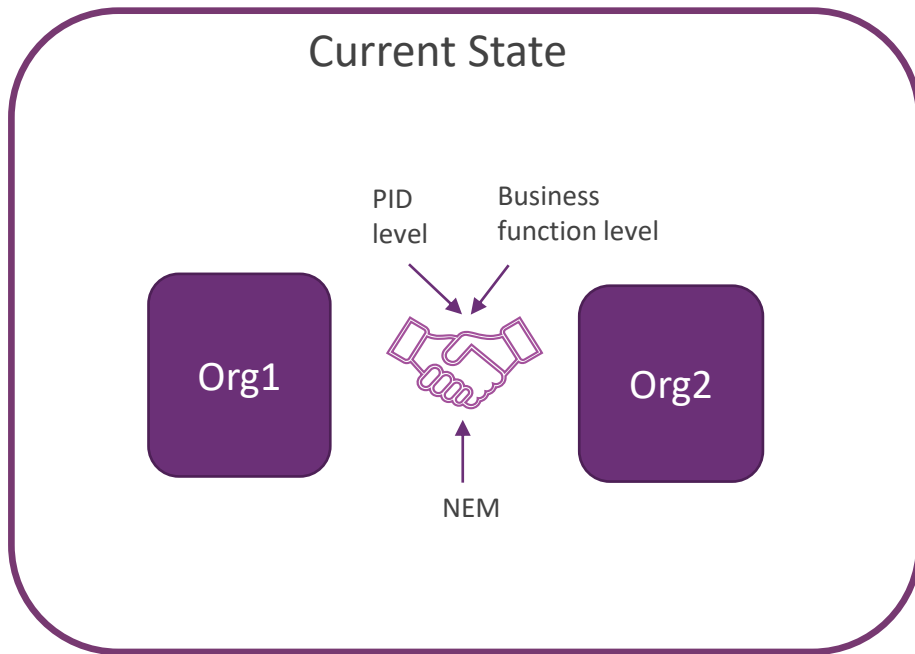 Current State
PID
level
Business
function level
Org1
Org2
NEM